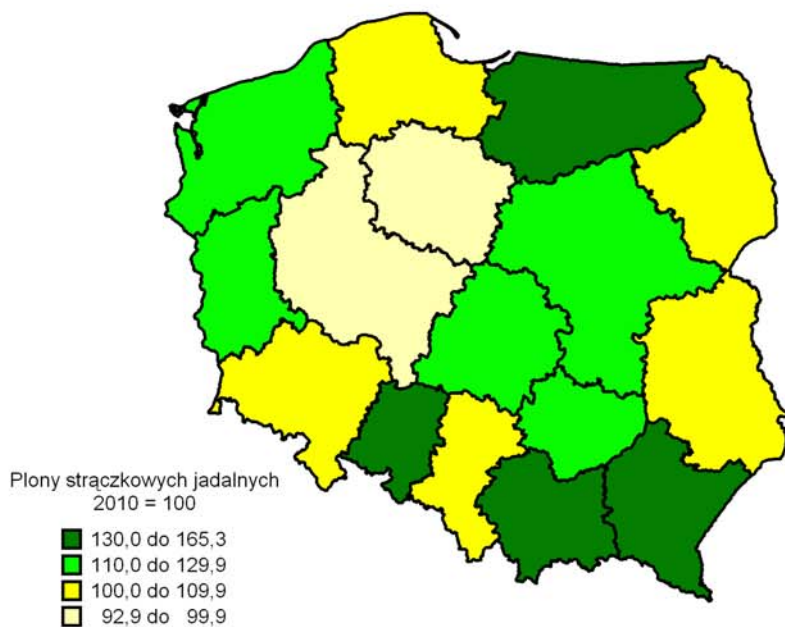 Plony strączkowych jadalnych
2010 = 100
130,0 do 165,3
110,0 do 129,9
100,0 do 109,9
92,9 do 99,9